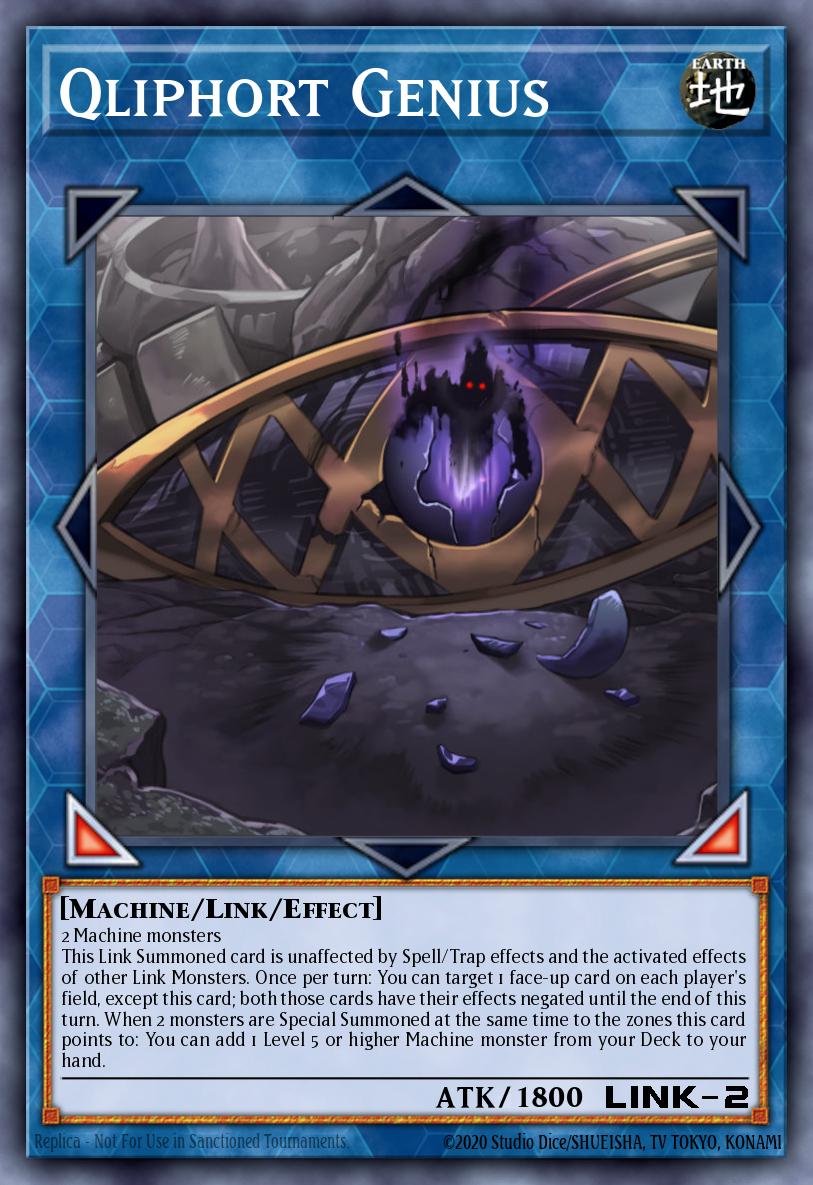 Qliphort Genius
EARTH
地
[Machine/Link/Effect]
2 Machine monsters
This Link Summoned card is unaffected by Spell/Trap effects and the activated effects
of other Link Monsters. Once per turn: You can target 1 face-up card on each player's
field, except this card; both those cards have their effects negated until the end of this
turn. When 2 monsters are Special Summoned at the same time to the zones this card
points to: You can add 1 Level 5 or higher Machine monster from your Deck to your
hand.
ATK/1800 LINK-2
Replica - Not For Use in Sanctioned Tournaments.
©2020 Studio Dice/SHUEISHA, TV TOKYO, KONAMI